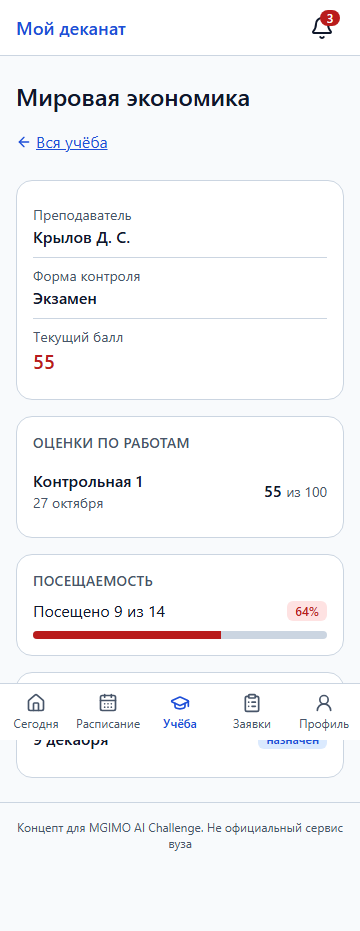 Мой деканат
3
Мировая экономика
← Вся учёба
Преподаватель
Крылов Д. С.
Форма контроля
Экзамен
Текущий балл
55
ОЦЕНКИ ПО РАБОТАМ
Контрольная 1
27 октября
55 из 100
ПОСЕЩАЕМОСТЬ
Посещено 9 из 14
64%
Сегодня
Расписание
Учёба
Заявки
Профиль
9 декабря
назначен
Концепт для MGIMO AI Challenge. Не официальный сервис
вуза